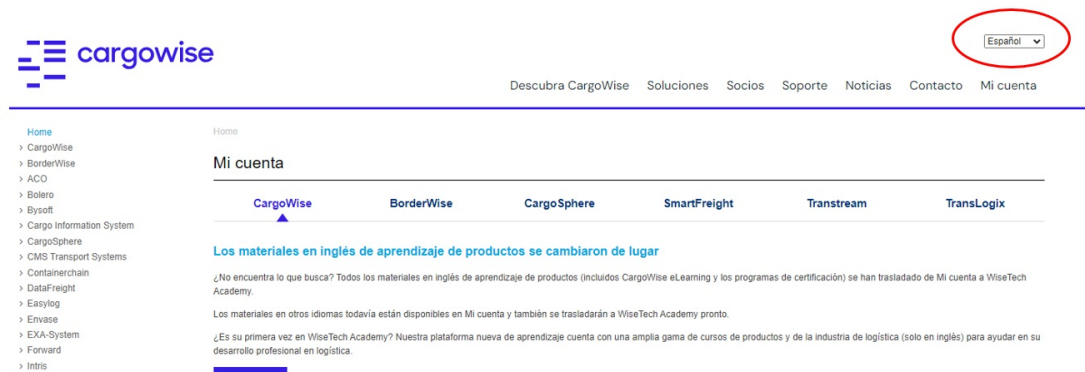 cargowise
Español
Descubra CargoWise Soluciones Socios Soporte Noticias Contacto Mi cuenta
Home
> CargoWise
> BorderWise
> ACO
> Bolero
> Bysoft
> Cargo Information System
> CargoSphere
> CMS Transport Systems
> Containerchain
> DataFreight
> Easylog
> Envase
> EXA-System
> Forward
> Intris
Home
Mi cuenta
CargoWise BorderWise CargoSphere SmartFreight Transtream TransLogix
Los materiales en inglés de aprendizaje de productos se cambiaron de lugar
¿No encuentra lo que busca? Todos los materiales en inglés de aprendizaje de productos (incluidos CargoWise eLearning y los programas de certificación) se han trasladado de Mi cuenta a WiseTech
Academy.
Los materiales en otros idiomas todavía están disponibles en Mi cuenta y también se trasladarán a WiseTech Academy pronto.
¿Es su primera vez en WiseTech Academy? Nuestra plataforma nueva de aprendizaje cuenta con una amplia gama de cursos de productos y de la industria de logística (solo en inglés) para ayudar en su
desarrollo profesional en logística.